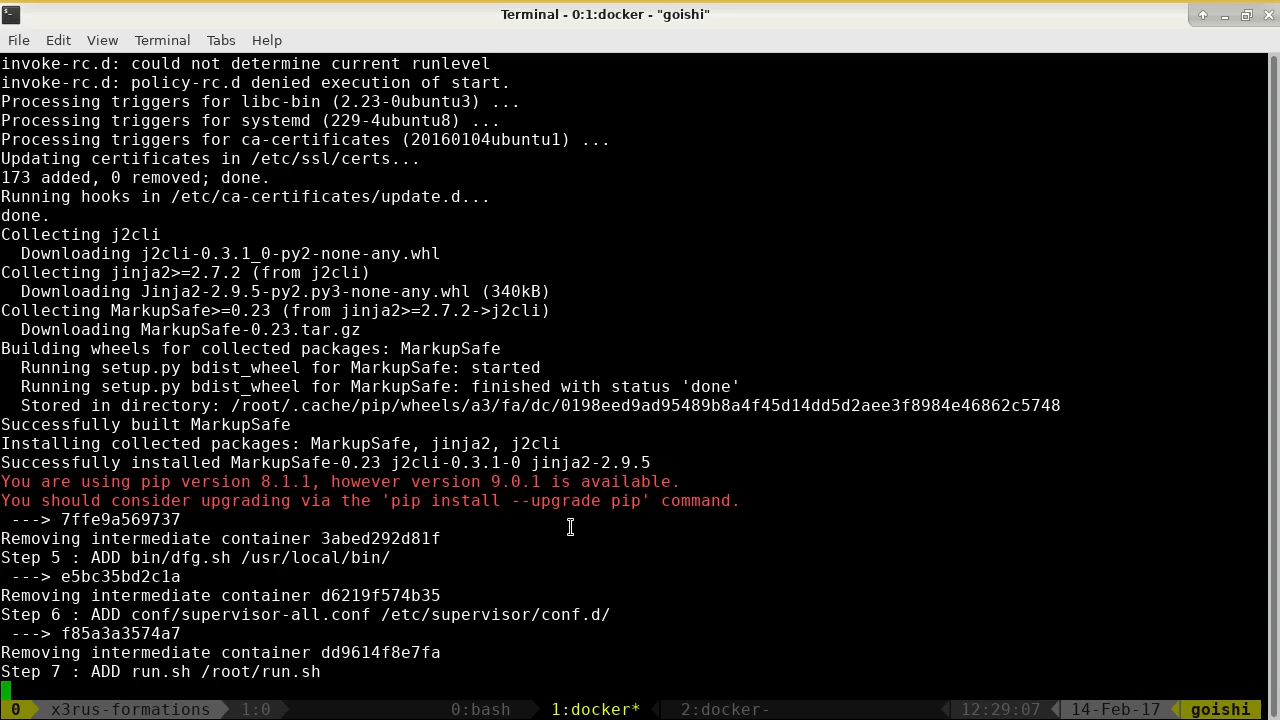 Terminal - 0:1:docker - "goishi"
File Edit View Terminal Tabs Help
invoke-rc.d: could not determine current runlevel
invoke-rc.d: policy-rc.d denied execution of start.
Processing triggers for libc-bin (2.23-0ubuntu3) ...
Processing triggers for systemd (229-4ubuntu8) ...
Processing triggers for ca-certificates (20160104ubuntu1) ...
Updating certificates in /etc/ssl/certs...
173 added, 0 removed; done.
Running hooks in /etc/ca-certificates/update.d...
done.
Collecting j2cli
  Downloading j2cli-0.3.1_0-py2-none-any.whl
Collecting jinja2>=2.7.2 (from j2cli)
  Downloading Jinja2-2.9.5-py2.py3-none-any.whl (340kB)
Collecting MarkupSafe>=0.23 (from jinja2>=2.7.2->j2cli)
  Downloading MarkupSafe-0.23.tar.gz
Building wheels for collected packages: MarkupSafe
  Running setup.py bdist_wheel for MarkupSafe: started
  Running setup.py bdist_wheel for MarkupSafe: finished with status 'done'
  Stored in directory: /root/.cache/pip/wheels/a3/fa/dc/0198eed9ad95489b8a4f45d14dd5d2aee3f8984e46862c5748
Successfully built MarkupSafe
Installing collected packages: MarkupSafe, jinja2, j2cli
Successfully installed MarkupSafe-0.23 j2cli-0.3.1-0 jinja2-2.9.5
You are using pip version 8.1.1, however version 9.0.1 is available.
You should consider upgrading via the 'pip install --upgrade pip' command.
 ---> 7ffe9a569737
Removing intermediate container 3abed292d81f
Step 5 : ADD bin/dfg.sh /usr/local/bin/
 ---> e5bc35bd2c1a
Removing intermediate container d6219f574b35
Step 6 : ADD conf/supervisor-all.conf /etc/supervisor/conf.d/
 ---> f85a3a3574a7
Removing intermediate container dd9614f8e7fa
Step 7 : ADD run.sh /root/run.sh
0 x3rus-formations 1:0 0:bash 1:docker* 2:docker- 12:29:07 14-Feb-17 goishi